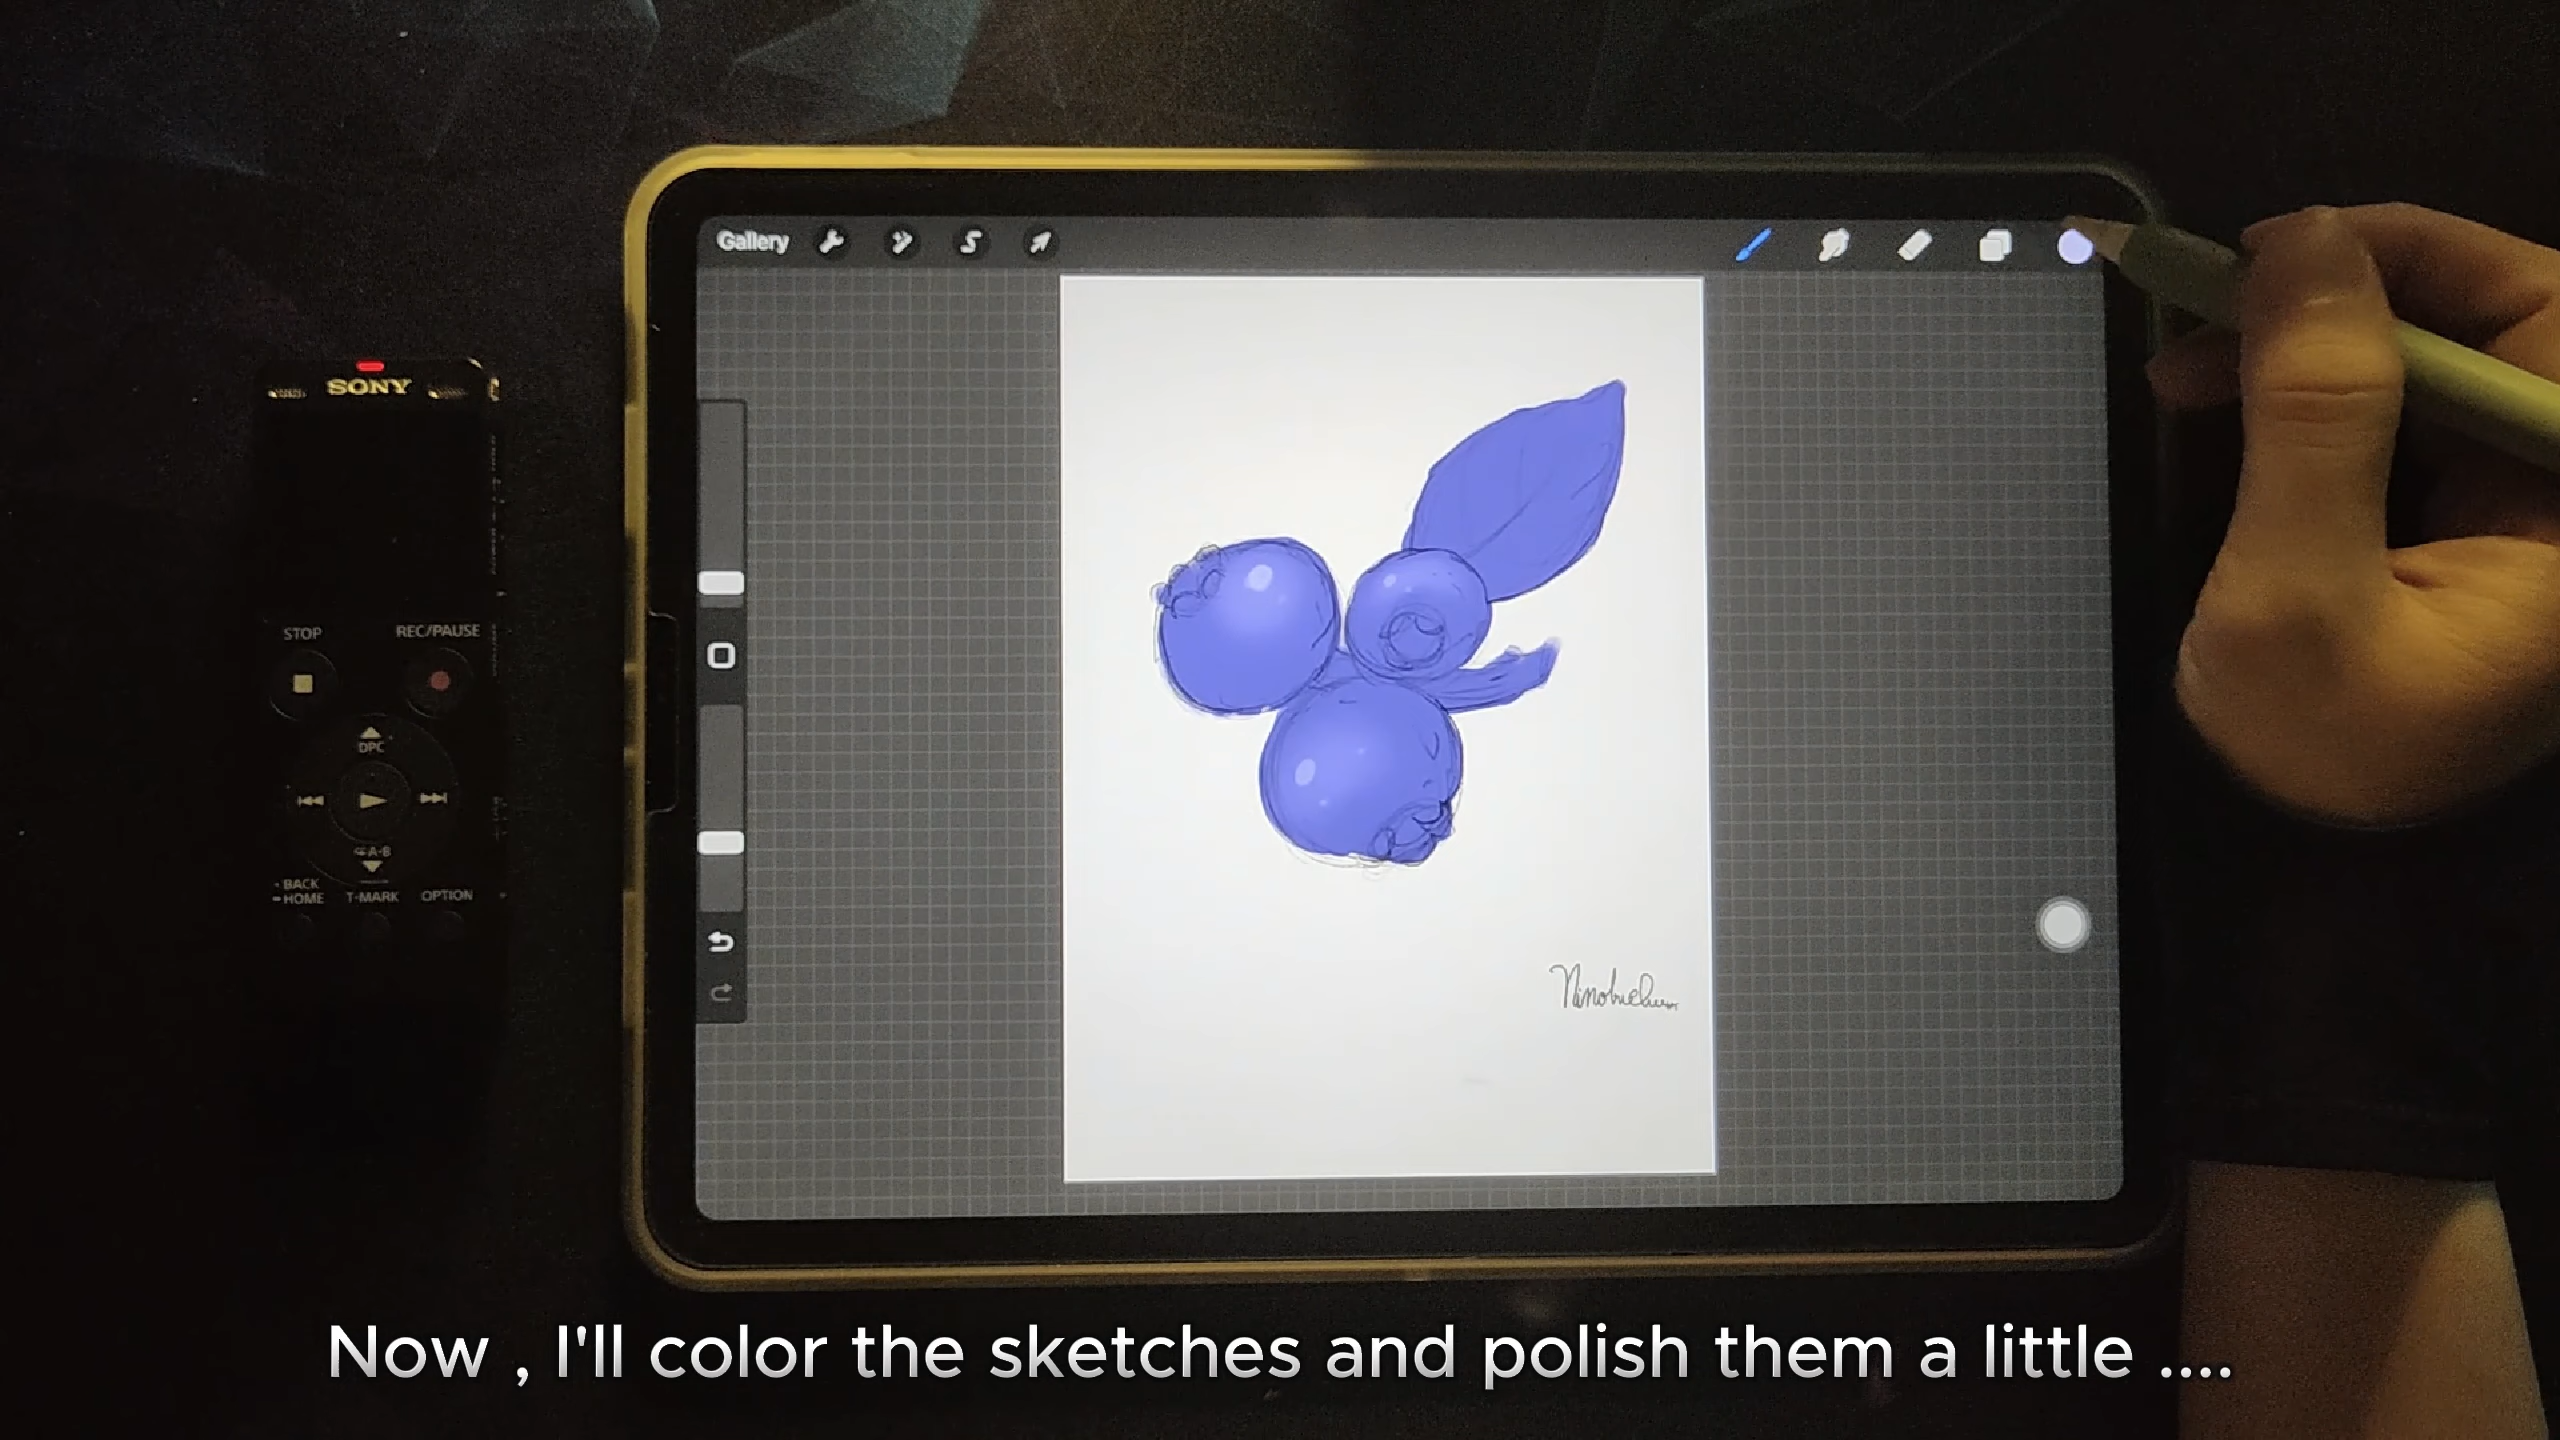 Gallery
SONY
STOP
REC/PAUSE
DPC
A-B
BACK
HOME
T-MARK
OPTION
Now , I'll color the sketches and polish them a little ....